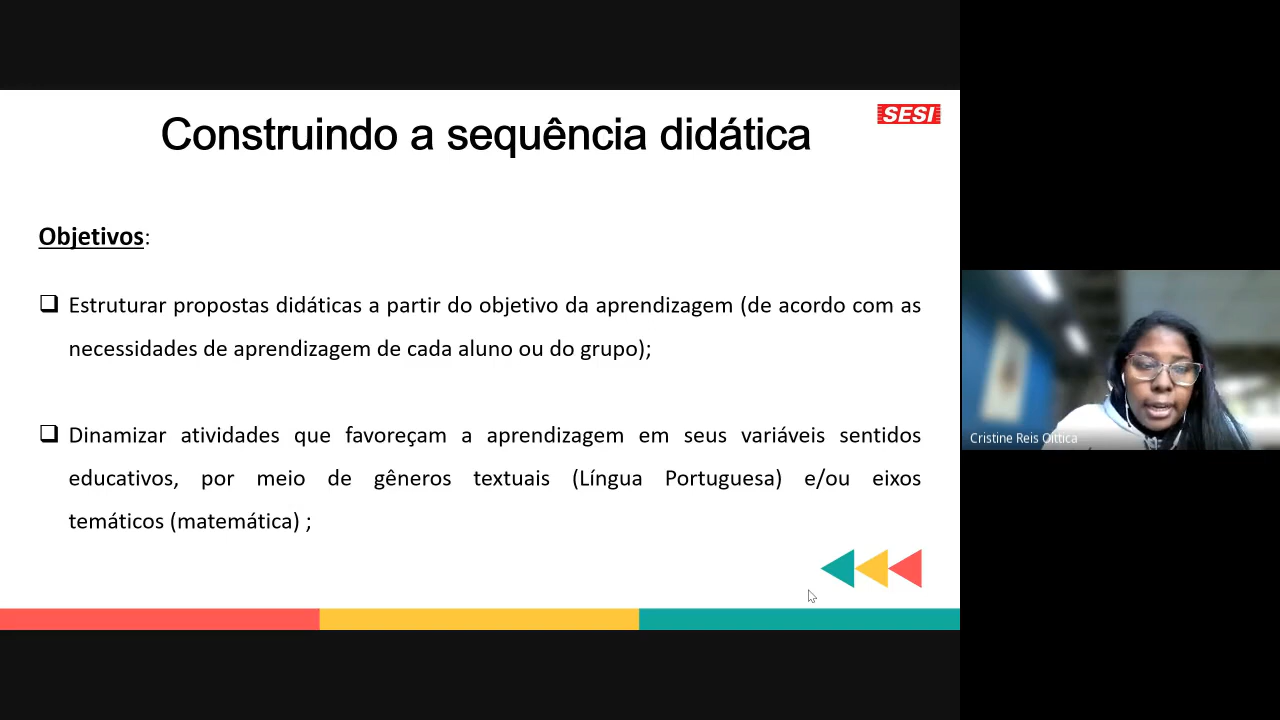 SESI
Construindo a sequência didática
Objetivos:
Estruturar propostas didáticas a partir do objetivo da aprendizagem (de acordo com as
necessidades de aprendizagem de cada aluno ou do grupo);
Dinamizar atividades que favoreçam a aprendizagem em seus variáveis sentidos
educativos, por meio de gêneros textuais (Língua Portuguesa) e/ou eixos
temáticos (matemática) ;
Cristine Reis Oittica